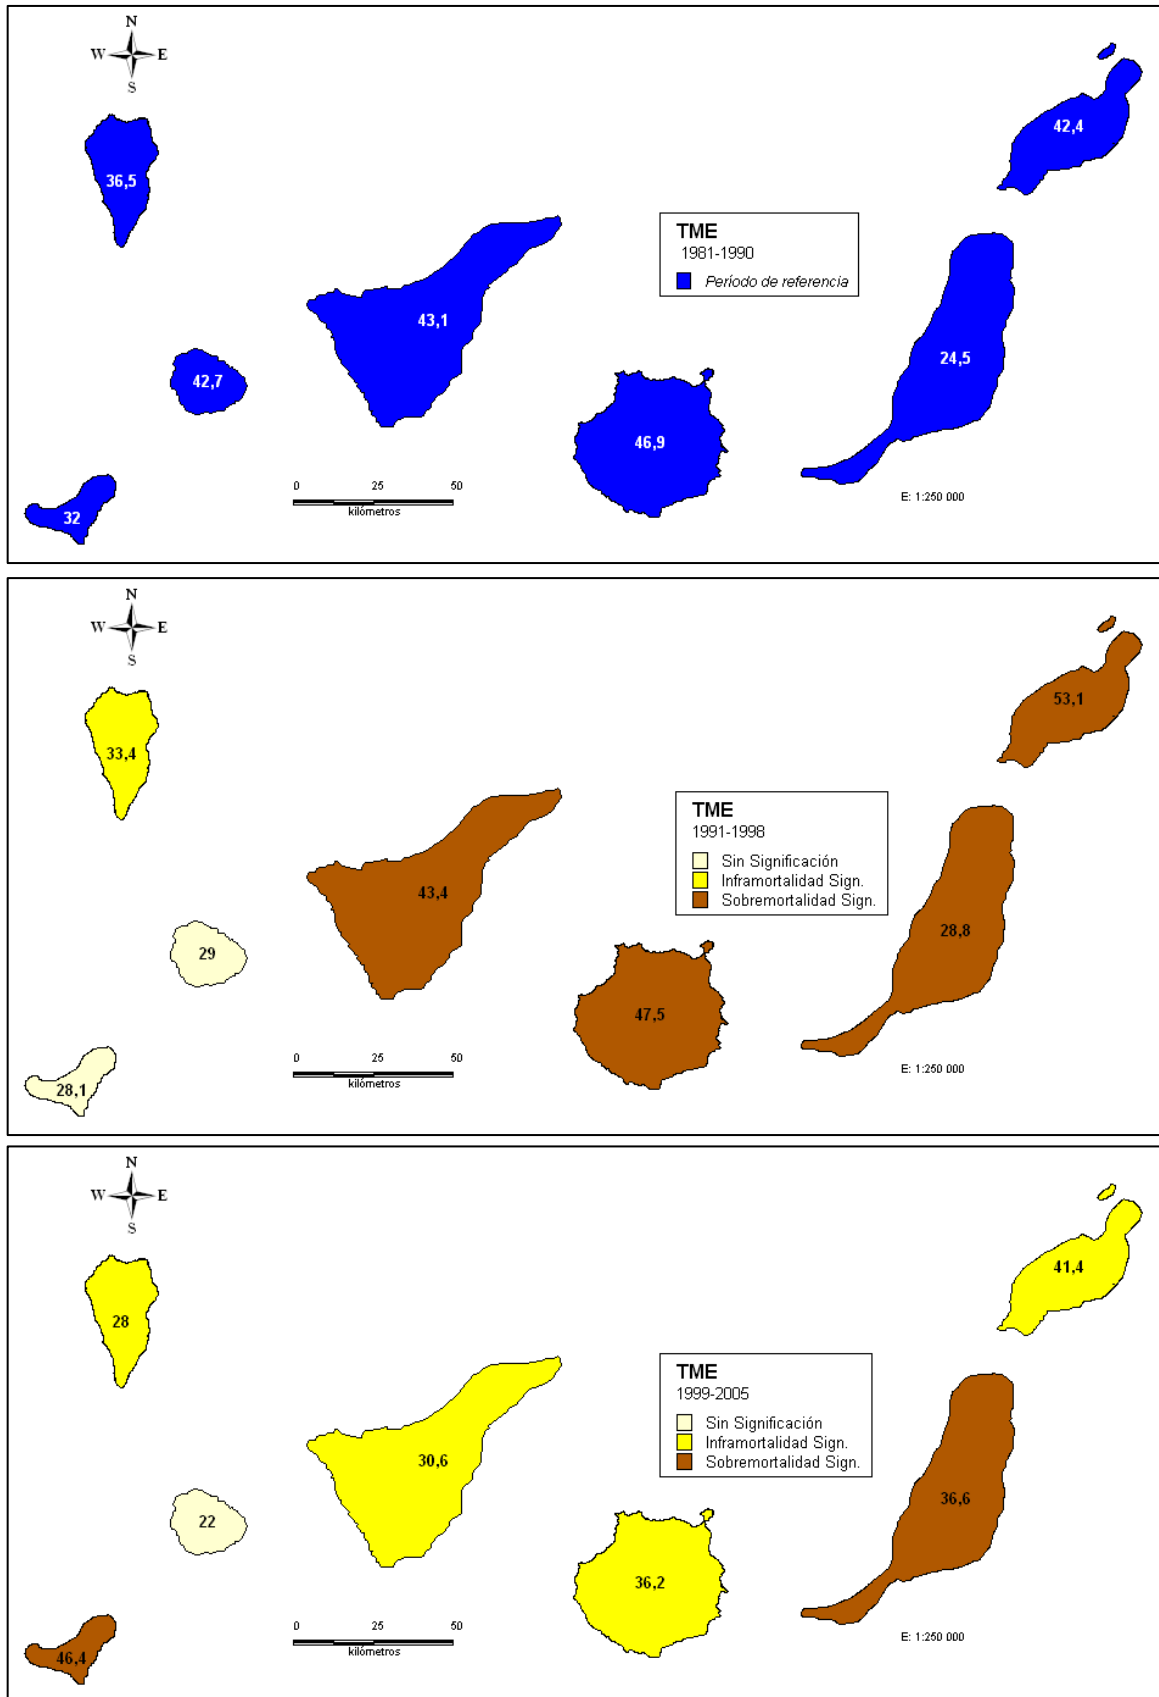 N
W E
S
42,4
36,5
TME
1981-1990
Período de referencia
43,1
24,5
42,7
46,9
0 25 50
kilómetros
E: 1:250 000
32
N
W E
S
53,1
33,4
TME
1991-1998
Sin Significación
Inframortalidad Sign.
Sobremortalidad Sign.
43,4
28,8
29
47,5
0 25 50
kilómetros
E: 1:250 000
28,1
N
W E
S
41,4
28
TME
1999-2005
Sin Significación
Inframortalidad Sign.
Sobremortalidad Sign.
30,6
36,6
22
36,2
0 25 50
kilómetros
E: 1:250 000
46,4